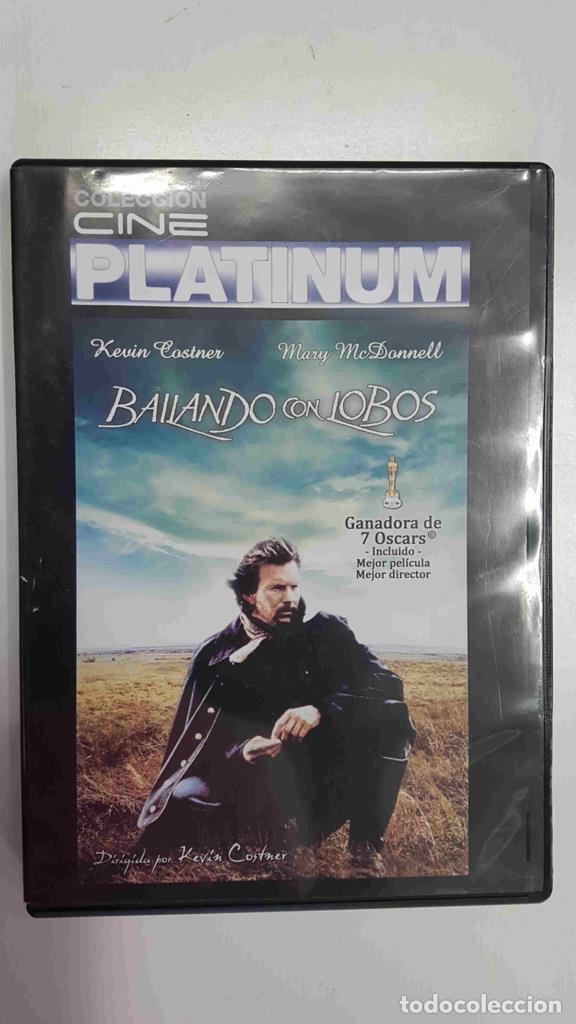 COLECCIÓN
CINE
PLATINUM
Kevin Costner Mary McDonnell
BAILANDO CON LOBOS
Ganadora de
7 Oscars©
- Incluido -
Mejor película
Mejor director
Dirigida por Kevin Costner
todocoleccion